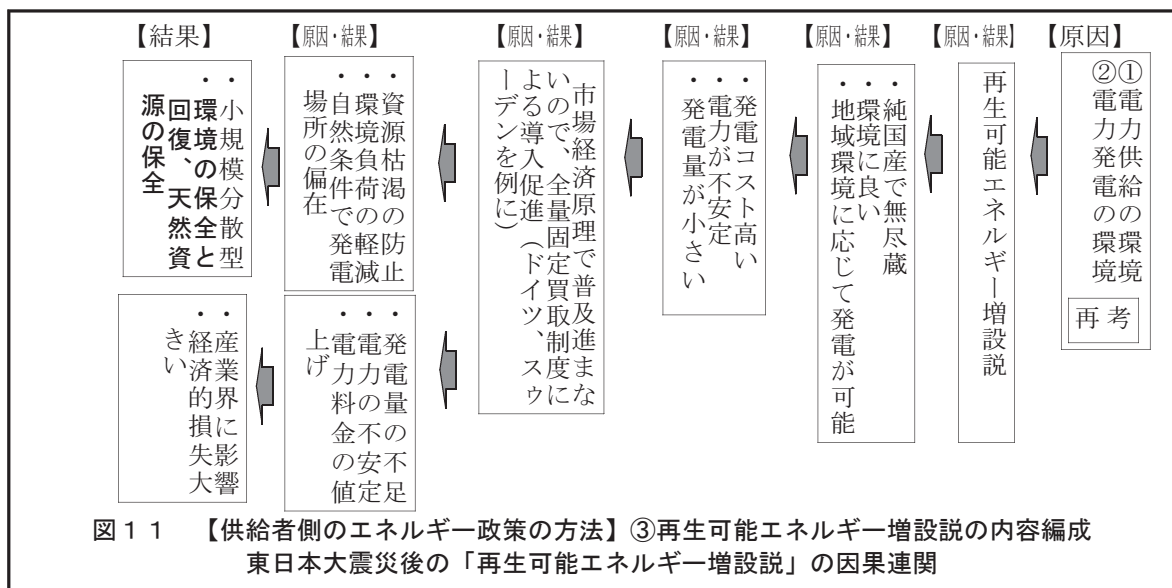 【原因】
①電力供給の環境
②電力発電の環境
再考
【原因・結果】
再生可能エネルギー増設説
【原因・結果】
・純国産で無尽蔵
・環境に良い
・地域環境に応じて発電が可能
【原因・結果】
・発電コスト高い
・電力が不安定
・発電量が小さい
【原因・結果】
市場経済原理で普及進まな
いので、全量固定買取制度に
よる導入促進（ドイツ、スウ
ェーデンを例に）
【原因・結果】
・資源枯渇の防止
・環境負荷の軽減
・自然条件で発電
場所の偏在
・発電量の不足
・電力の不安定
・電力料金の値
上げ
【結果】
・小規模分散型
・環境の保全と
回復、天然資
源の保全
・産業界に影響
・経済的損失大
きい
図11 【供給者側のエネルギー政策の方法】③再生可能エネルギー増設説の内容編成
東日本大震災後の「再生可能エネルギー増設説」の因果連関